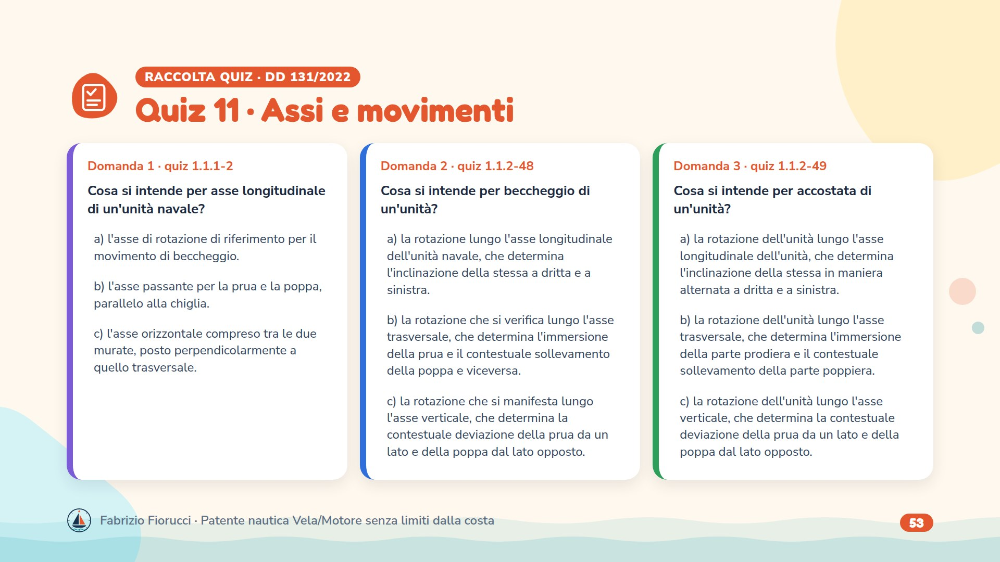 RACCOLTA QUIZ · DD 131/2022
Quiz 11 · Assi e movimenti
Domanda 1 · quiz 1.1.1-2
Cosa si intende per asse longitudinale
di un'unità navale?
a) l'asse di rotazione di riferimento per il
movimento di beccheggio.
b) l'asse passante per la prua e la poppa,
parallelo alla chiglia.
c) l'asse orizzontale compreso tra le due
murate, posto perpendicolarmente a
quello trasversale.
Domanda 2 · quiz 1.1.2-48
Cosa si intende per beccheggio di
un'unità?
a) la rotazione lungo l'asse longitudinale
dell'unità navale, che determina
l'inclinazione della stessa a dritta e a
sinistra.
b) la rotazione che si verifica lungo l'asse
trasversale, che determina l'immersione
della prua e il contestuale sollevamento
della poppa e viceversa.
c) la rotazione che si manifesta lungo
l'asse verticale, che determina la
contestuale deviazione della prua da un
lato e della poppa dal lato opposto.
Domanda 3 · quiz 1.1.2-49
Cosa si intende per accostata di
un'unità?
a) la rotazione dell'unità lungo l'asse
longitudinale dell'unità, che determina
l'inclinazione della stessa in maniera
alternata a dritta e a sinistra.
b) la rotazione dell'unità lungo l'asse
trasversale, che determina l'immersione
della parte prodiera e il contestuale
sollevamento della parte poppiera.
c) la rotazione dell'unità lungo l'asse
verticale, che determina la contestuale
deviazione della prua da un lato e della
poppa dal lato opposto.
Fabrizio Fiorucci · Patente nautica Vela/Motore senza limiti dalla costa
53